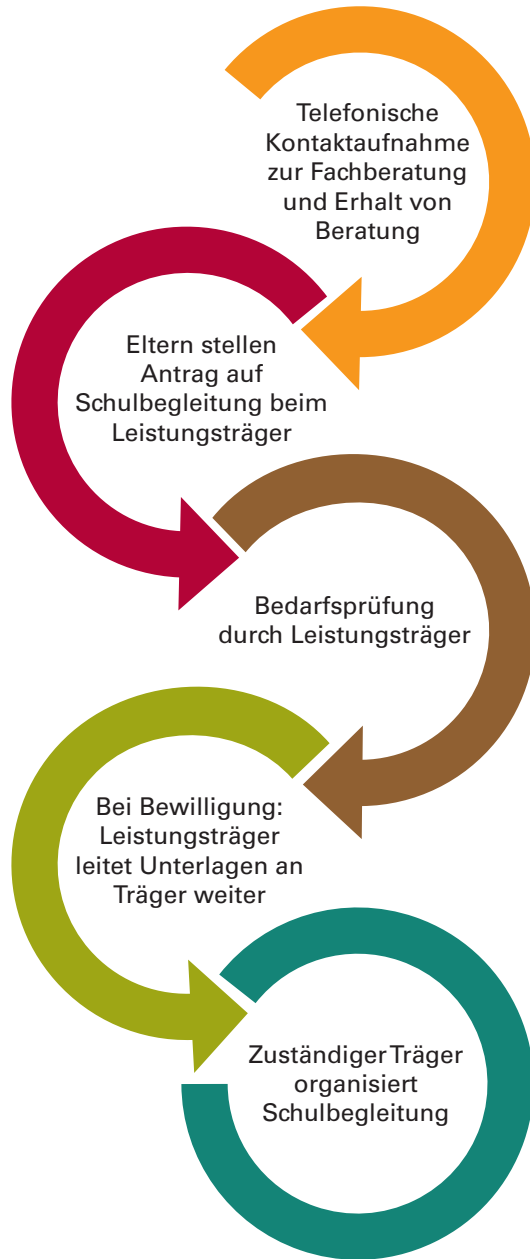 Telefonische
Kontaktaufnahme
zur Fachberatung
und Erhalt von
Beratung
Eltern stellen
Antrag auf
Schulbegleitung beim
Leistungsträger
Bedarfsprüfung
durch Leistungsträger
Bei Bewilligung:
Leistungsträger
leitet Unterlagen an
Träger weiter
Zuständiger Träger
organisiert
Schulbegleitung